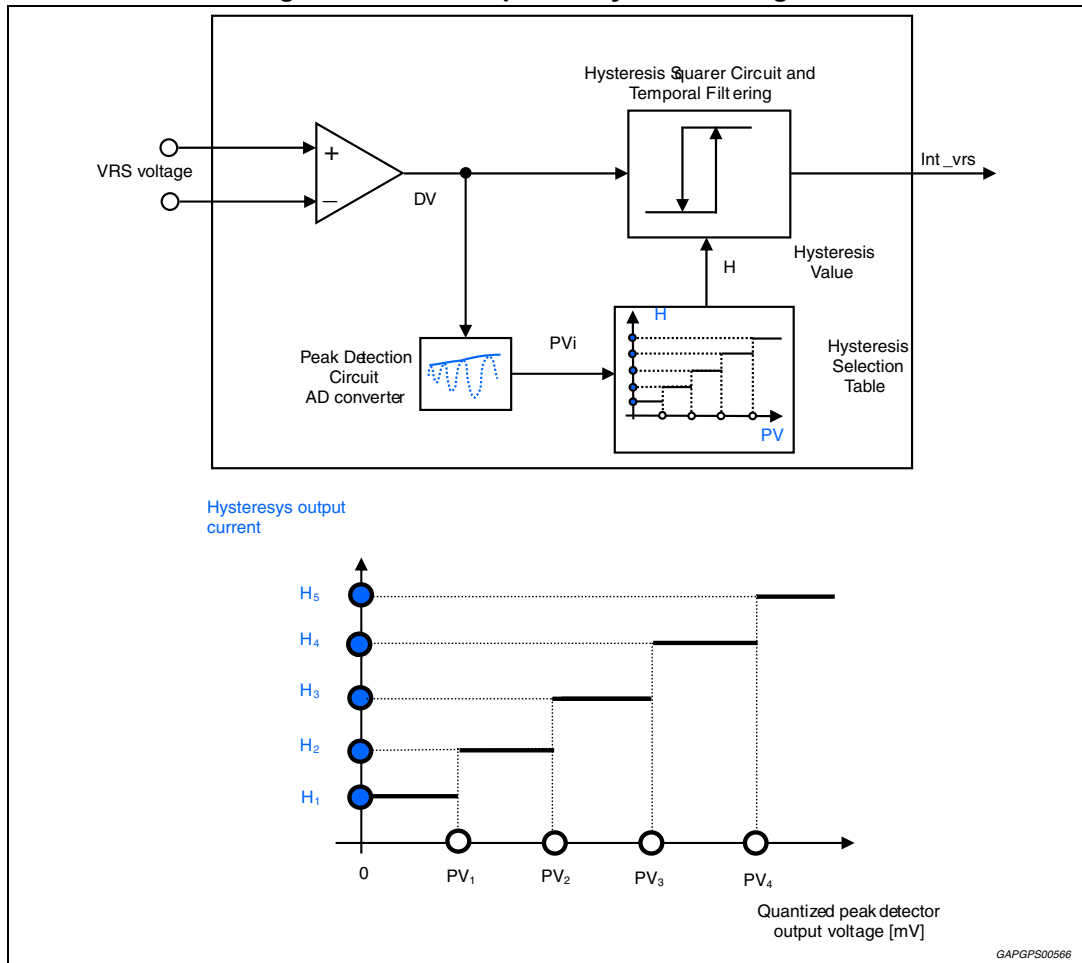 Hysteresis Squarer Circuit and
Temporal Filtering
+
−
VRS voltage
DV
Int_vrs
H
Hysteresis
Value
Peak Detection
Circuit
AD converter
PVi
H
PV
Hysteresis
Selection
Table
Hysteresys output
current
H5
H4
H3
H2
H1
0
PV1
PV2
PV3
PV4
Quantized peak detector
output voltage [mV]
GAPGPS00566